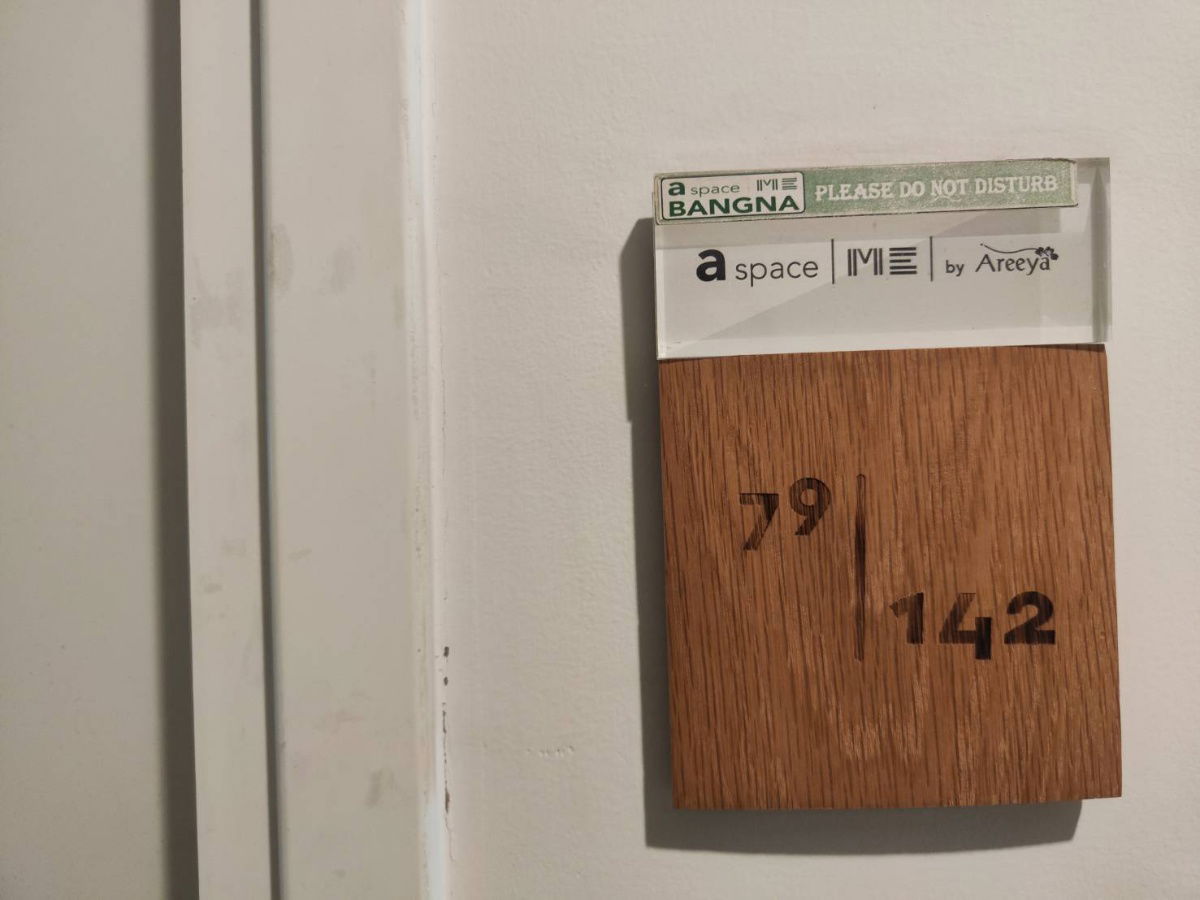 a space ME PLEASE DO NOT DISTURB
BANGNA
a space | ME | by Areeya
79 | 142